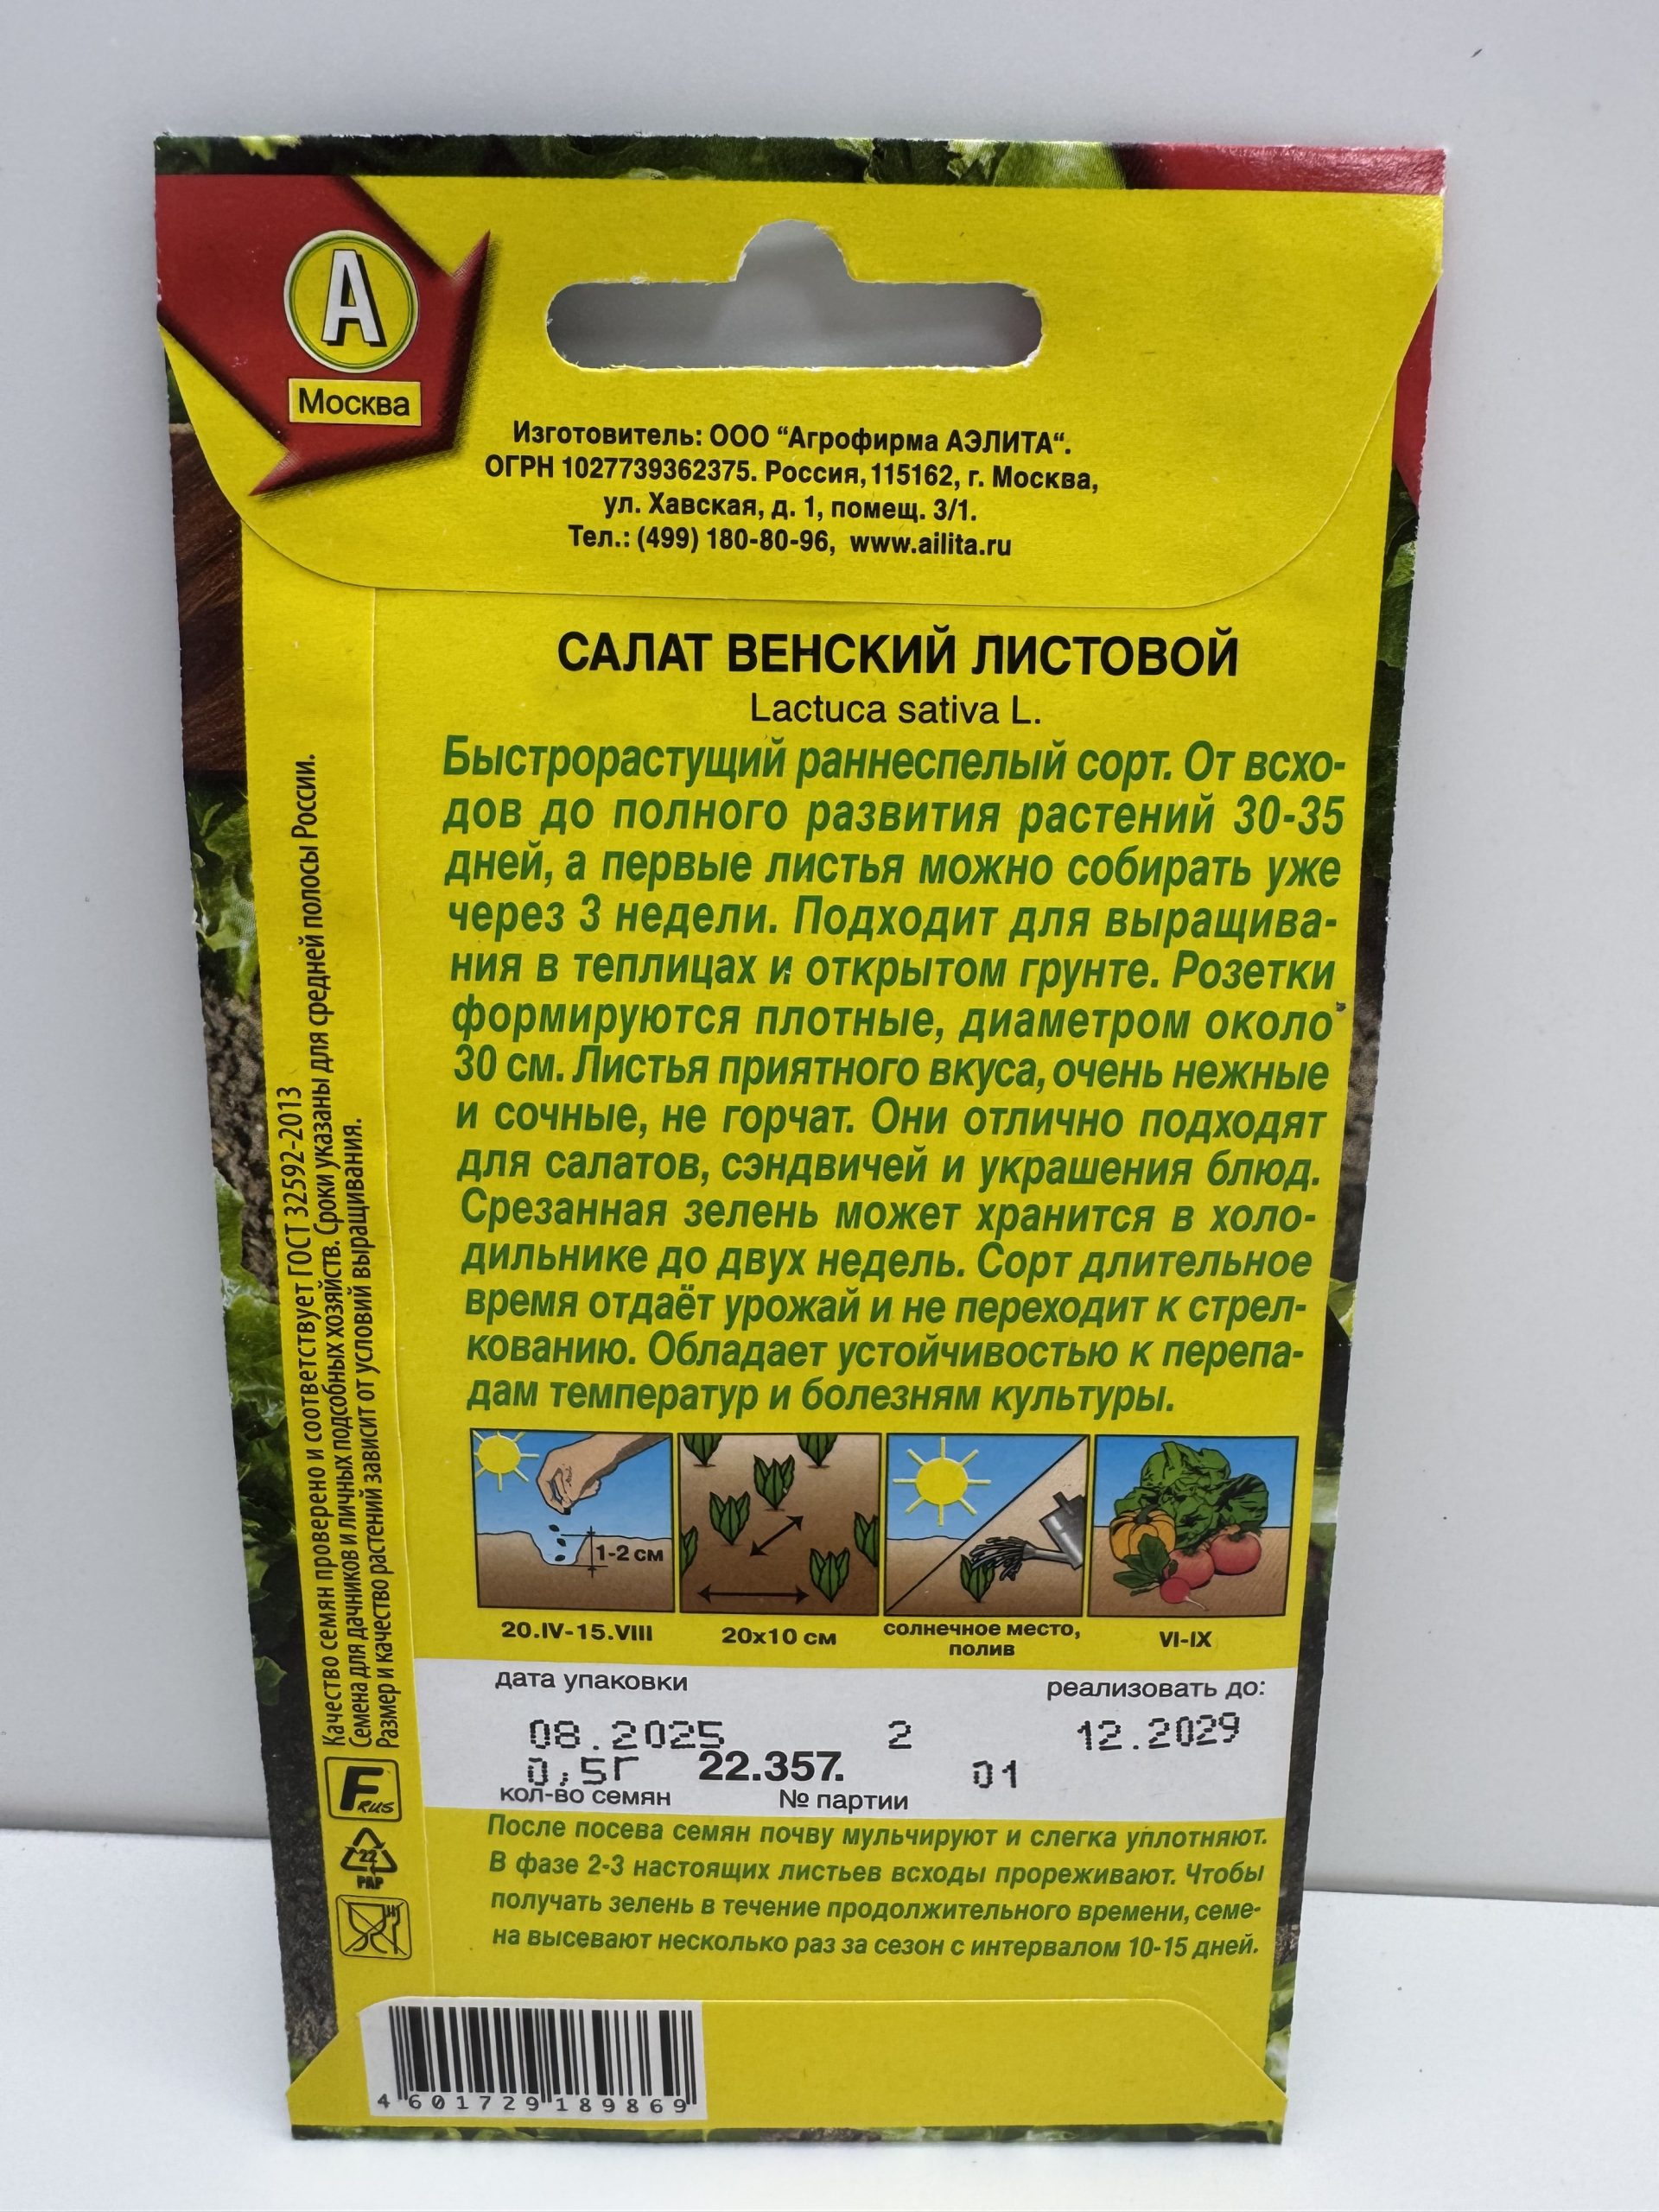 А
Москва
Изготовитель: ООО “Агрофирма АЭЛИТА“.
ОГРН 1027739362375. Россия, 115162, г. Москва,
ул. Хавская, д. 1, помещ. 3/1.
Тел.: (499) 180-80-96, www.ailita.ru
САЛАТ ВЕНСКИЙ ЛИСТОВОЙ
Lactuca sativa L.
Быстрорастущий раннеспелый сорт. От всхо-
дов до полного развития растений 30-35
дней, а первые листья можно собирать уже
через 3 недели. Подходит для выращива-
ния в теплицах и открытом грунте. Розетки
формируются плотные, диаметром около
30 см. Листья приятного вкуса, очень нежные
и сочные, не горчат. Они отлично подходят
для салатов, сэндвичей и украшения блюд.
Срезанная зелень может хранится в холо-
дильнике до двух недель. Сорт длительное
время отдаёт урожай и не переходит к стрел-
кованию. Обладает устойчивостью к перепа-
дам температур и болезням культуры.
1-2 см
20.IV-15.VIII
20х10 см
солнечное место,
полив
VI-IX
дата упаковки
реализовать до:
08.2025 2 12.2029
0,5Г 22.357. 01
кол-во семян № партии
После посева семян почву мульчируют и слегка уплотняют.
В фазе 2-3 настоящих листьев всходы прореживают. Чтобы
получать зелень в течение продолжительного времени, семе-
на высевают несколько раз за сезон с интервалом 10-15 дней.
Качество семян проверено и соответствует ГОСТ 32592-2013
Семена для дачников и личных подсобных хозяйств. Сроки указаны для средней полосы России.
Размер и качество растений зависит от условий выращивания.
F RUS
22
PAP
4 601729 189869